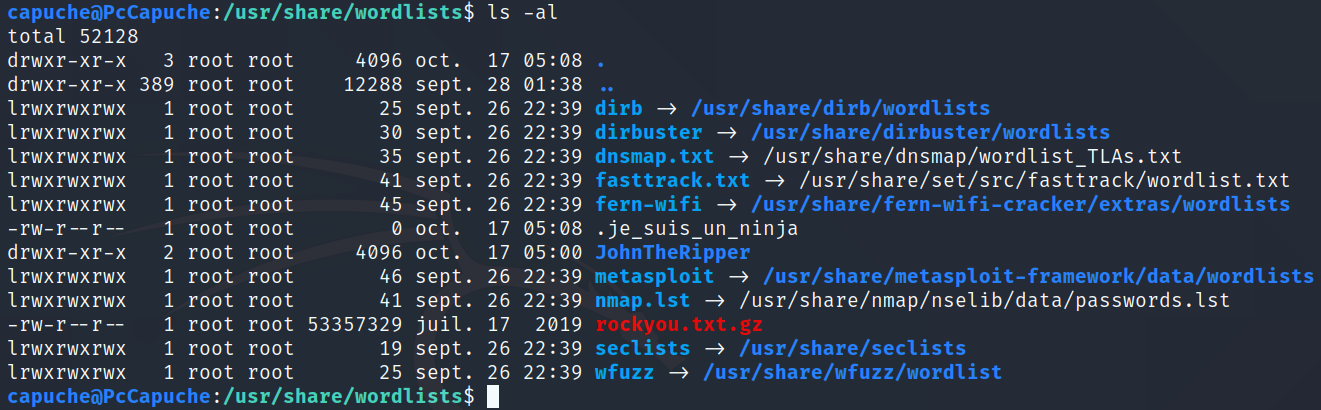 capuche@PcCapuche:/usr/share/wordlists$ ls -al
total 52128
drwxr-xr-x   3 root root     4096 oct.  17 05:08 .
drwxr-xr-x 389 root root    12288 sept. 28 01:38 ..
lrwxrwxrwx   1 root root       25 sept. 26 22:39 dirb -> /usr/share/dirb/wordlists
lrwxrwxrwx   1 root root       30 sept. 26 22:39 dirbuster -> /usr/share/dirbuster/wordlists
lrwxrwxrwx   1 root root       35 sept. 26 22:39 dnsmap.txt -> /usr/share/dnsmap/wordlist_TLAs.txt
lrwxrwxrwx   1 root root       41 sept. 26 22:39 fasttrack.txt -> /usr/share/set/src/fasttrack/wordlist.txt
lrwxrwxrwx   1 root root       45 sept. 26 22:39 fern-wifi -> /usr/share/fern-wifi-cracker/extras/wordlists
-rw-r--r--   1 root root        0 oct.  17 05:08 .je_suis_un_ninja
drwxr-xr-x   2 root root     4096 oct.  17 05:00 JohnTheRipper
lrwxrwxrwx   1 root root       46 sept. 26 22:39 metasploit -> /usr/share/metasploit-framework/data/wordlists
lrwxrwxrwx   1 root root       41 sept. 26 22:39 nmap.lst -> /usr/share/nmap/nselib/data/passwords.lst
-rw-r--r--   1 root root 53357329 juil. 17  2019 rockyou.txt.gz
lrwxrwxrwx   1 root root       19 sept. 26 22:39 seclists -> /usr/share/seclists
lrwxrwxrwx   1 root root       25 sept. 26 22:39 wfuzz -> /usr/share/wfuzz/wordlist
capuche@PcCapuche:/usr/share/wordlists$